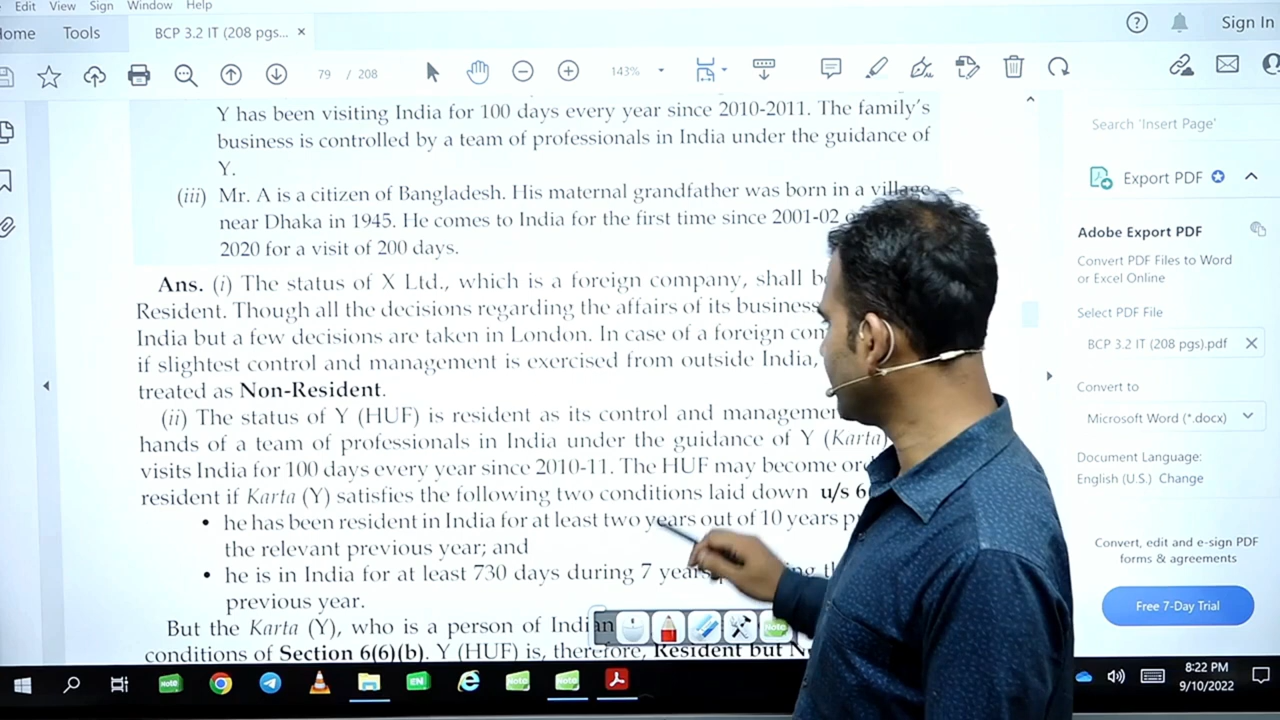 Edit View Sign Window Help
Home Tools BCP 3.2 IT (208 pgs... × Sign In
79 / 208 143%
Y has been visiting India for 100 days every year since 2010-2011. The family's
business is controlled by a team of professionals in India under the guidance of
Y.
(iii) Mr. A is a citizen of Bangladesh. His maternal grandfather was born in a village
near Dhaka in 1945. He comes to India for the first time since 2001-02
2020 for a visit of 200 days.
Ans. (i) The status of X Ltd., which is a foreign company, shall
Resident. Though all the decisions regarding the affairs of its business
India but a few decisions are taken in London. In case of a foreign
if slightest control and management is exercised from outside India,
treated as Non-Resident.
(ii) The status of Y (HUF) is resident as its control and
hands of a team of professionals in India under the guidance of Y (Karta)
visits India for 100 days every year since 2010-11. The HUF may become
resident if Karta (Y) satisfies the following two conditions laid down u/s
• he has been resident in India for at least two years out of 10 years
the relevant previous year; and
• he is in India for at least 730 days during 7
previous year.
But the Karta (Y), who is a person of
conditions of Section 6(6)(b). Y (HUF) is, therefore, Resident but
Search 'Insert Page'
Export PDF
Adobe Export PDF
Convert PDF Files to Word
or Excel Online
Select PDF File
BCP 3.2 IT (208 pgs).pdf ×
Convert to
Microsoft Word (*.docx)
Document Language:
English (U.S.) Change
Convert, edit and e-sign PDF
forms & agreements
Free 7-Day Trial
Note
Note EN Note Note
8:22 PM
9/10/2022